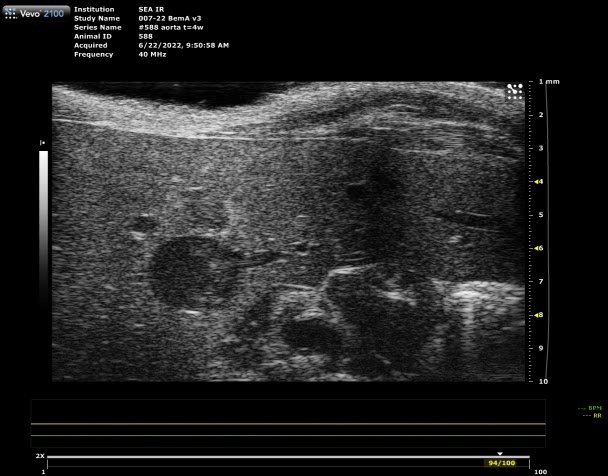 Vevo 2100
Institution SEA IR
Study Name 007-22 BemA v3
Series Name #588 aorta t=4w
Animal ID 588
Acquired 6/22/2022, 9:50:58 AM
Frequency 40 MHz
1 mm
2
3
4
5
6
7
8
9
10
--- BPM
--- RR
2X
94/100
1 100